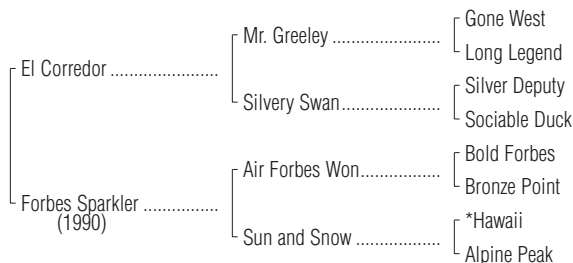 Gone West
Mr. Greeley ......................
Long Legend
El Corredor ......................
Silver Deputy
Silvery Swan....................
Sociable Duck
Bold Forbes
Air Forbes Won................
Bronze Point
Forbes Sparkler ...............
(1990)
*Hawaii
Sun and Snow .................
Alpine Peak